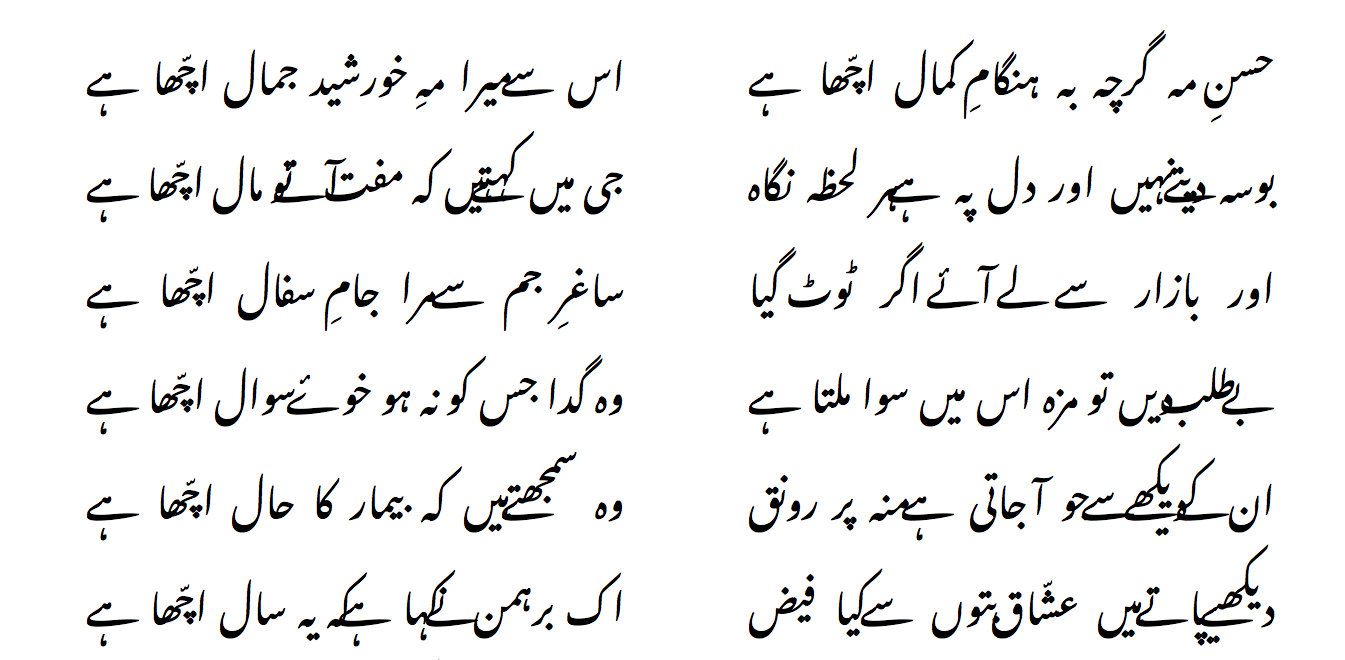 حسنِ مہ گرچہ بہ ہنگامِ کمال اچّھا ہے
اس سے میرا مہِ خورشید جمال اچّھا ہے
بوسہ دیتے نہیں اور دل پہ ہے ہر لحظہ نگاہ
جی میں کہتے ہیں کہ مفت آئے تو مال اچّھا ہے
اور بازار سے لے آئے اگر ٹوٹ گیا
ساغرِ جم سے مرا جامِ سفال اچّھا ہے
بے طلب دیں تو مزہ اس میں سوا ملتا ہے
وہ گدا جس کو نہ ہو خوئے سوال اچّھا ہے
ان کے دیکھے سے جو آ جاتی ہے منہ پر رونق
وہ سمجھتے ہیں کہ بیمار کا حال اچّھا ہے
دیکھیے پاتے ہیں عشّاق بتوں سے کیا فیض
اک برہمن نے کہا ہے کہ یہ سال اچّھا ہے